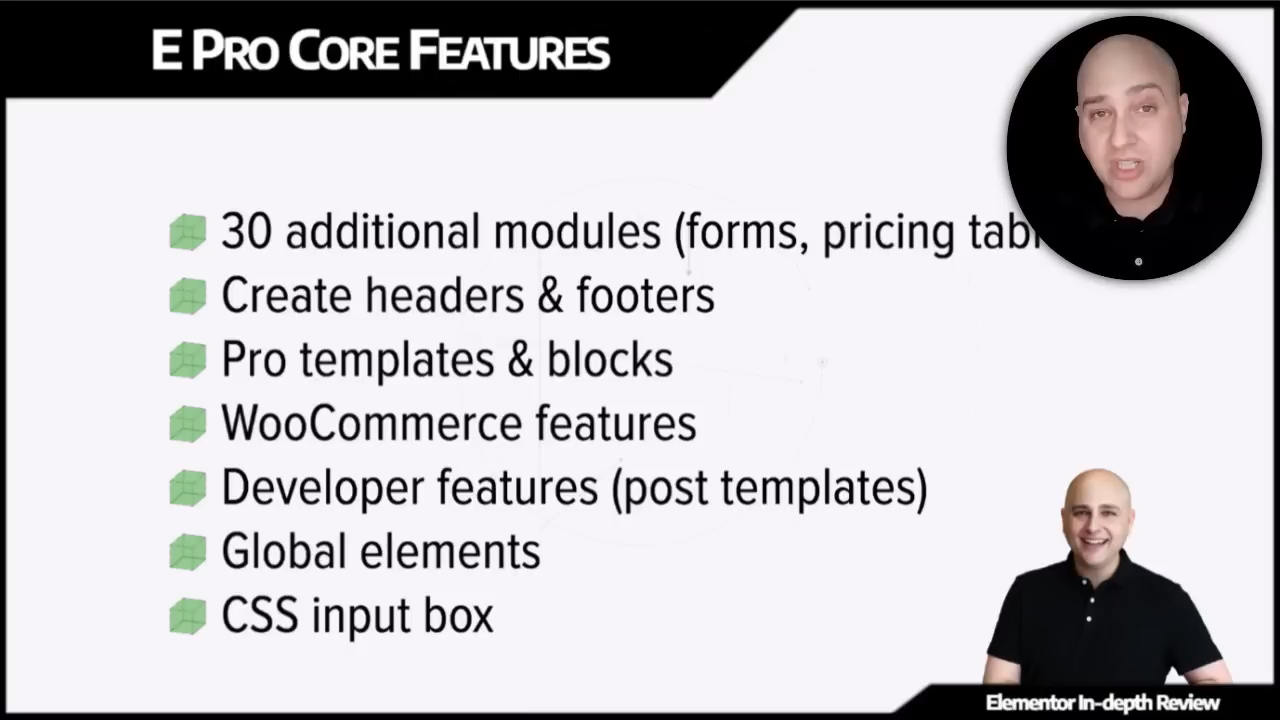 E Pro Core Features
30 additional modules (forms, pricing
Create headers & footers
Pro templates & blocks
WooCommerce features
Developer features (post templates)
Global elements
CSS input box
Elementor In-depth Review